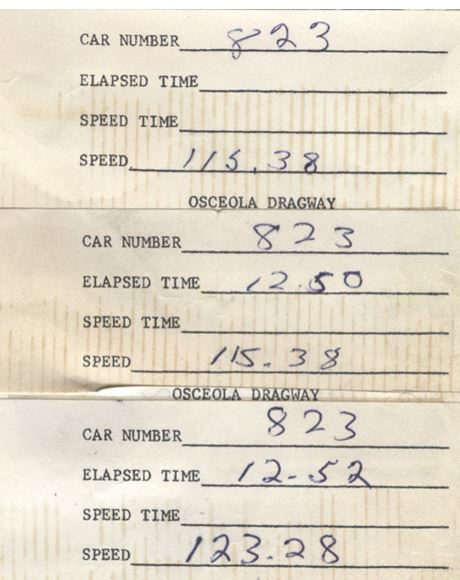 CAR NUMBER 823
ELAPSED TIME
SPEED TIME
SPEED 115.38
OSCEOLA DRAGWAY
CAR NUMBER 823
ELAPSED TIME 12.50
SPEED TIME
SPEED 115.38
OSCEOLA DRAGWAY
CAR NUMBER 823
ELAPSED TIME 12-52
SPEED TIME
SPEED 123.28